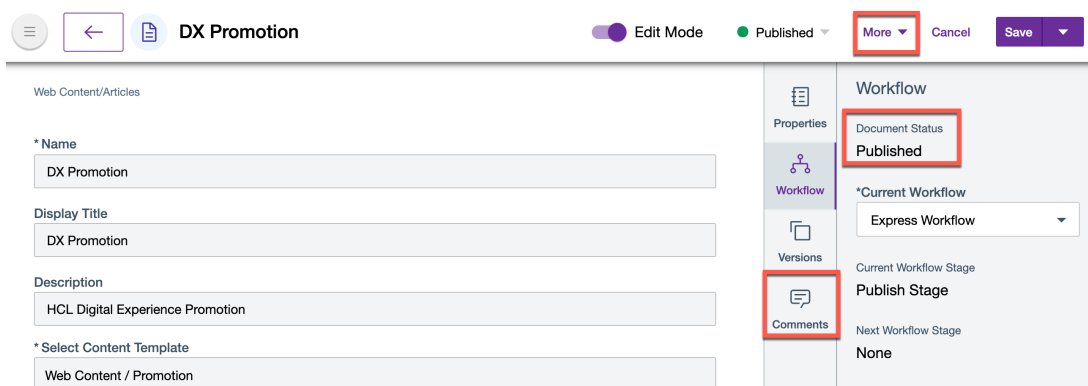 DX Promotion
Edit Mode
Published
More
Cancel
Save
Web Content/Articles
* Name
DX Promotion
Display Title
DX Promotion
Description
HCL Digital Experience Promotion
* Select Content Template
Web Content / Promotion
Properties
Workflow
Versions
Comments
Workflow
Document Status
Published
*Current Workflow
Express Workflow
Current Workflow Stage
Publish Stage
Next Workflow Stage
None